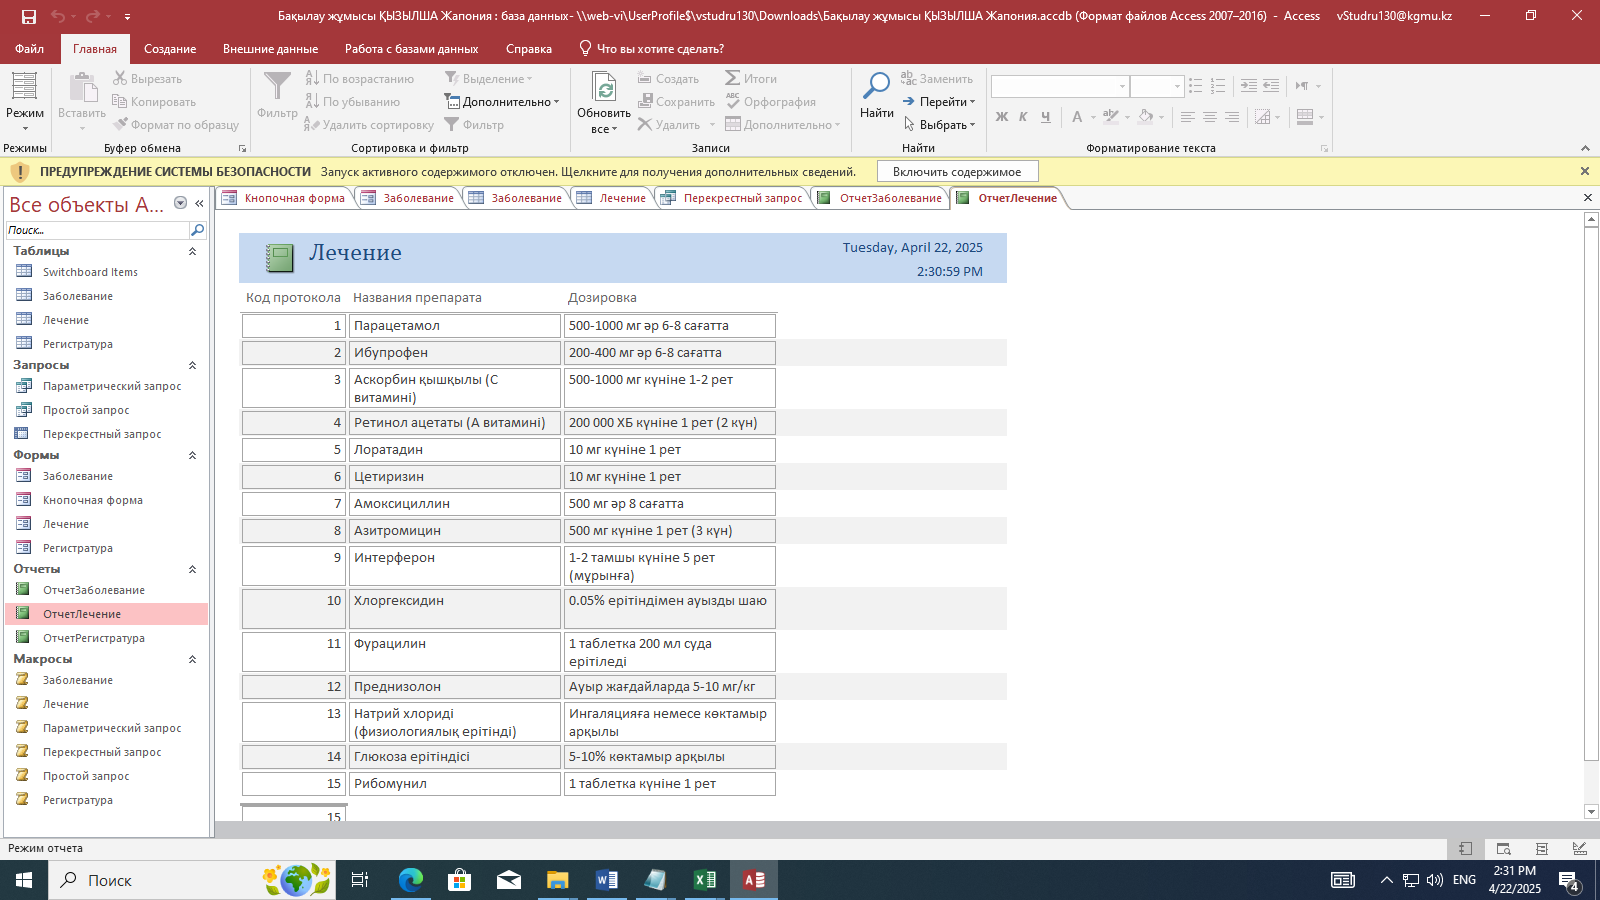 Бақылау жұмысы ҚЫЗЫЛША Жапония : база данных- \\web-vi\UserProfile$\vstudru130\Downloads\Бақылау жұмысы ҚЫЗЫЛША Жапония.accdb (Формат файлов Access 2007–2016) - Access vStudru130@kgmu.kz
Файл Главная Создание Внешние данные Работа с базами данных Справка Что вы хотите сделать?
Режим
Режимы
Вставить
Вырезать
Копировать
Формат по образцу
Буфер обмена
Фильтр
По возрастанию
По убыванию
Удалить сортировку
Выделение
Дополнительно
Фильтр
Сортировка и фильтр
Обновить все
Создать
Сохранить
Удалить
Итоги
Орфография
Дополнительно
Записи
Найти
Заменить
Перейти
Выбрать
Найти
Ж К Ч
Форматирование текста
ПРЕДУПРЕЖДЕНИЕ СИСТЕМЫ БЕЗОПАСНОСТИ Запуск активного содержимого отключен. Щелкните для получения дополнительных сведений. Включить содержимое
Все объекты A...
Поиск...
Таблицы
Switchboard Items
Заболевание
Лечение
Регистратура
Запросы
Параметрический запрос
Простой запрос
Перекрестный запрос
Формы
Заболевание
Кнопочная форма
Лечение
Регистратура
Отчеты
ОтчетЗаболевание
ОтчетЛечение
ОтчетРегистратура
Макросы
Заболевание
Лечение
Параметрический запрос
Перекрестный запрос
Простой запрос
Регистратура
Кнопочная форма Заболевание Заболевание Лечение Перекрестный запрос ОтчетЗаболевание ОтчетЛечение
Лечение
Tuesday, April 22, 2025
2:30:59 PM
Код протокола Названия препарата Дозировка
1 Парацетамол 500-1000 мг әр 6-8 сағатта
2 Ибупрофен 200-400 мг әр 6-8 сағатта
3 Аскорбин қышқылы (С витамині) 500-1000 мг күніне 1-2 рет
4 Ретинол ацетаты (А витамині) 200 000 ХБ күніне 1 рет (2 күн)
5 Лоратадин 10 мг күніне 1 рет
6 Цетиризин 10 мг күніне 1 рет
7 Амоксициллин 500 мг әр 8 сағатта
8 Азитромицин 500 мг күніне 1 рет (3 күн)
9 Интерферон 1-2 тамшы күніне 5 рет (мұрынға)
10 Хлоргексидин 0.05% ерітіндімен ауызды шаю
11 Фурацилин 1 таблетка 200 мл суда ерітіледі
12 Преднизолон Ауыр жағдайларда 5-10 мг/кг
13 Натрий хлориді (физиологиялық ерітінді) Ингаляцияға немесе көктамыр арқылы
14 Глюкоза ерітіндісі 5-10% көктамыр арқылы
15 Рибомунил 1 таблетка күніне 1 рет
15
Режим отчета
Поиск
ENG
2:31 PM
4/22/2025
4